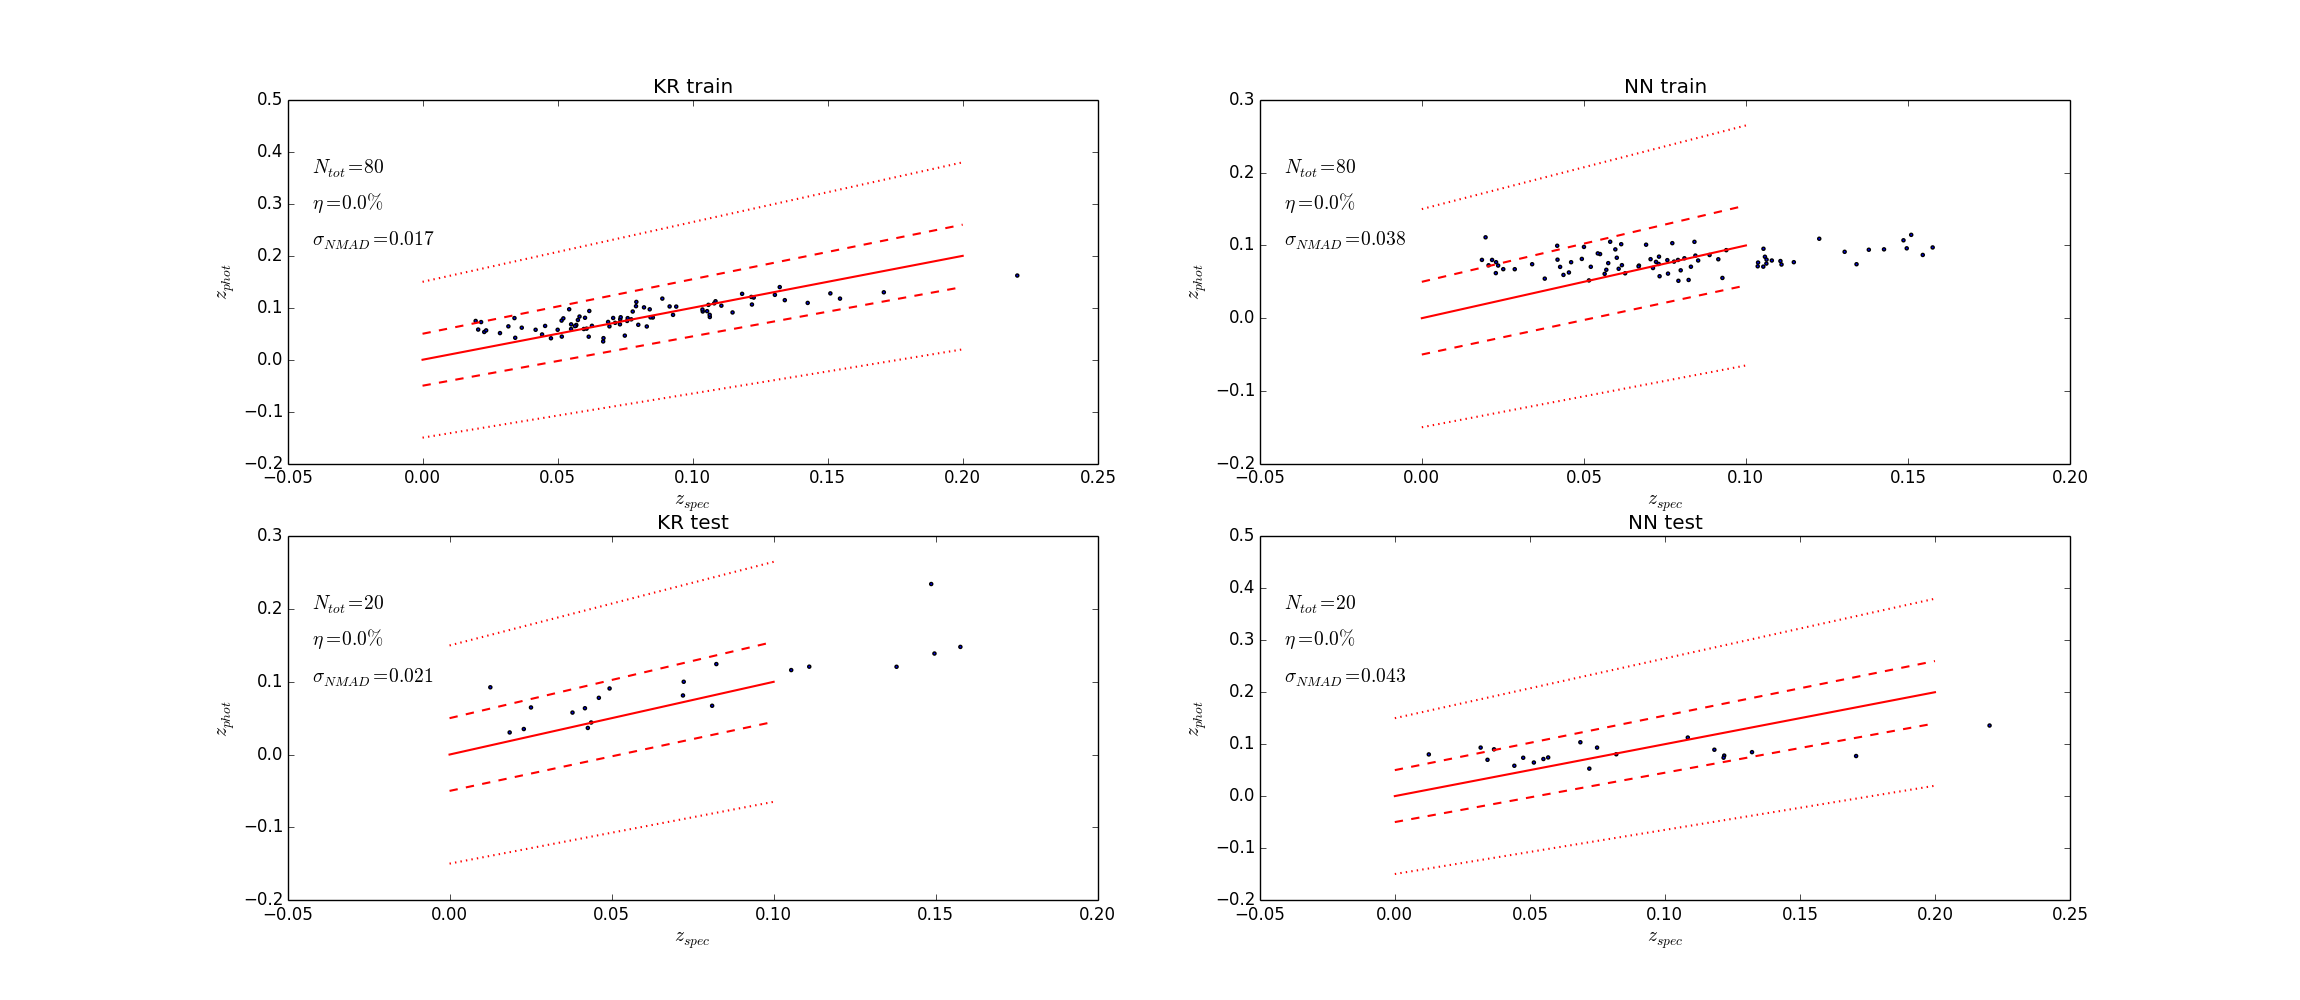 KR train
0.5
0.4
0.3
0.2
0.1
0.0
−0.1
−0.2
z_phot
N_tot=80
η=0.0%
σ_NMAD=0.017
−0.05 0.00 0.05 0.10 0.15 0.20 0.25
z_spec
NN train
0.3
0.2
0.1
0.0
−0.1
−0.2
z_phot
N_tot=80
η=0.0%
σ_NMAD=0.038
−0.05 0.00 0.05 0.10 0.15 0.20
z_spec
KR test
0.3
0.2
0.1
0.0
−0.1
−0.2
z_phot
N_tot=20
η=0.0%
σ_NMAD=0.021
−0.05 0.00 0.05 0.10 0.15 0.20
z_spec
NN test
0.5
0.4
0.3
0.2
0.1
0.0
−0.1
−0.2
z_phot
N_tot=20
η=0.0%
σ_NMAD=0.043
−0.05 0.00 0.05 0.10 0.15 0.20 0.25
z_spec